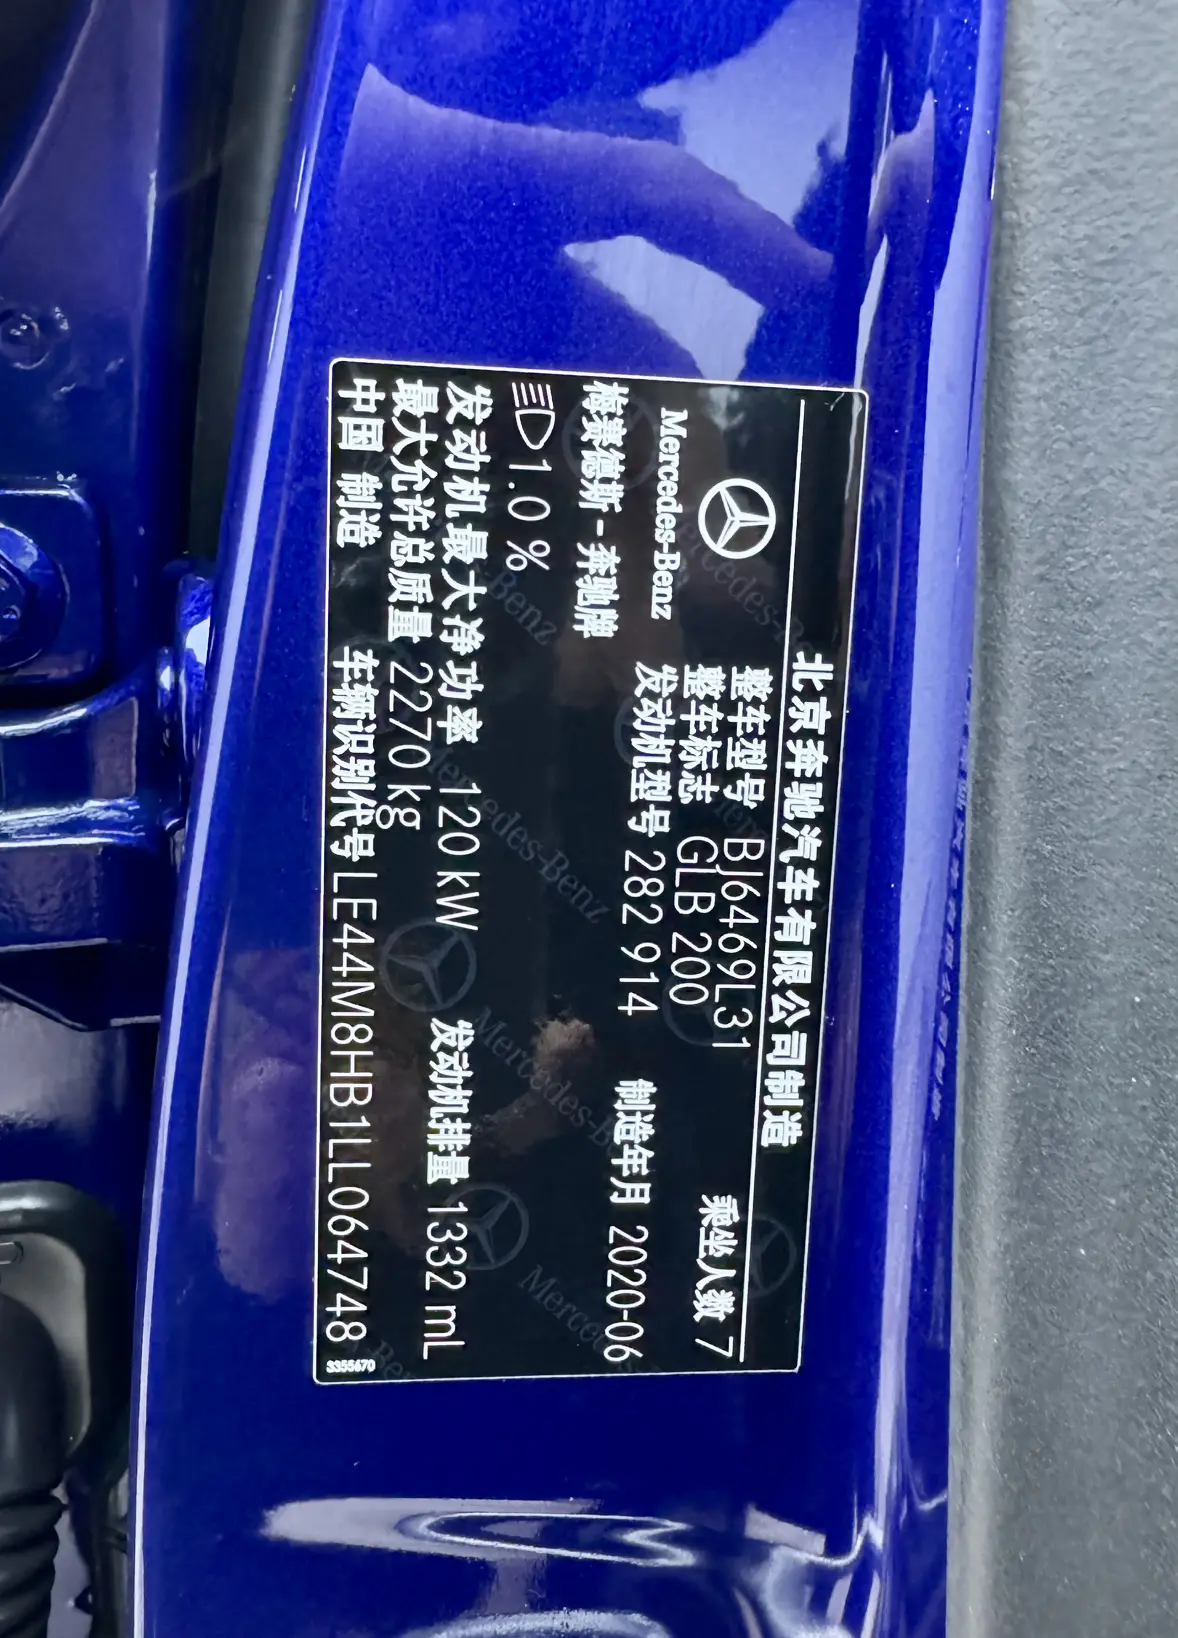 北京奔驰汽车有限公司制造
Mercedes-Benz
梅赛德斯-奔驰牌
整车型号 BJ6469L31 乘坐人数 7
整车标志 GLB 200
发动机型号 282 914 制造年月 2020-06
1.0 %
发动机最大净功率 120 kW 发动机排量 1332 mL
最大允许总质量 2270 kg
中国 制造 车辆识别代号 LE44M8HB1LL064748
3355670